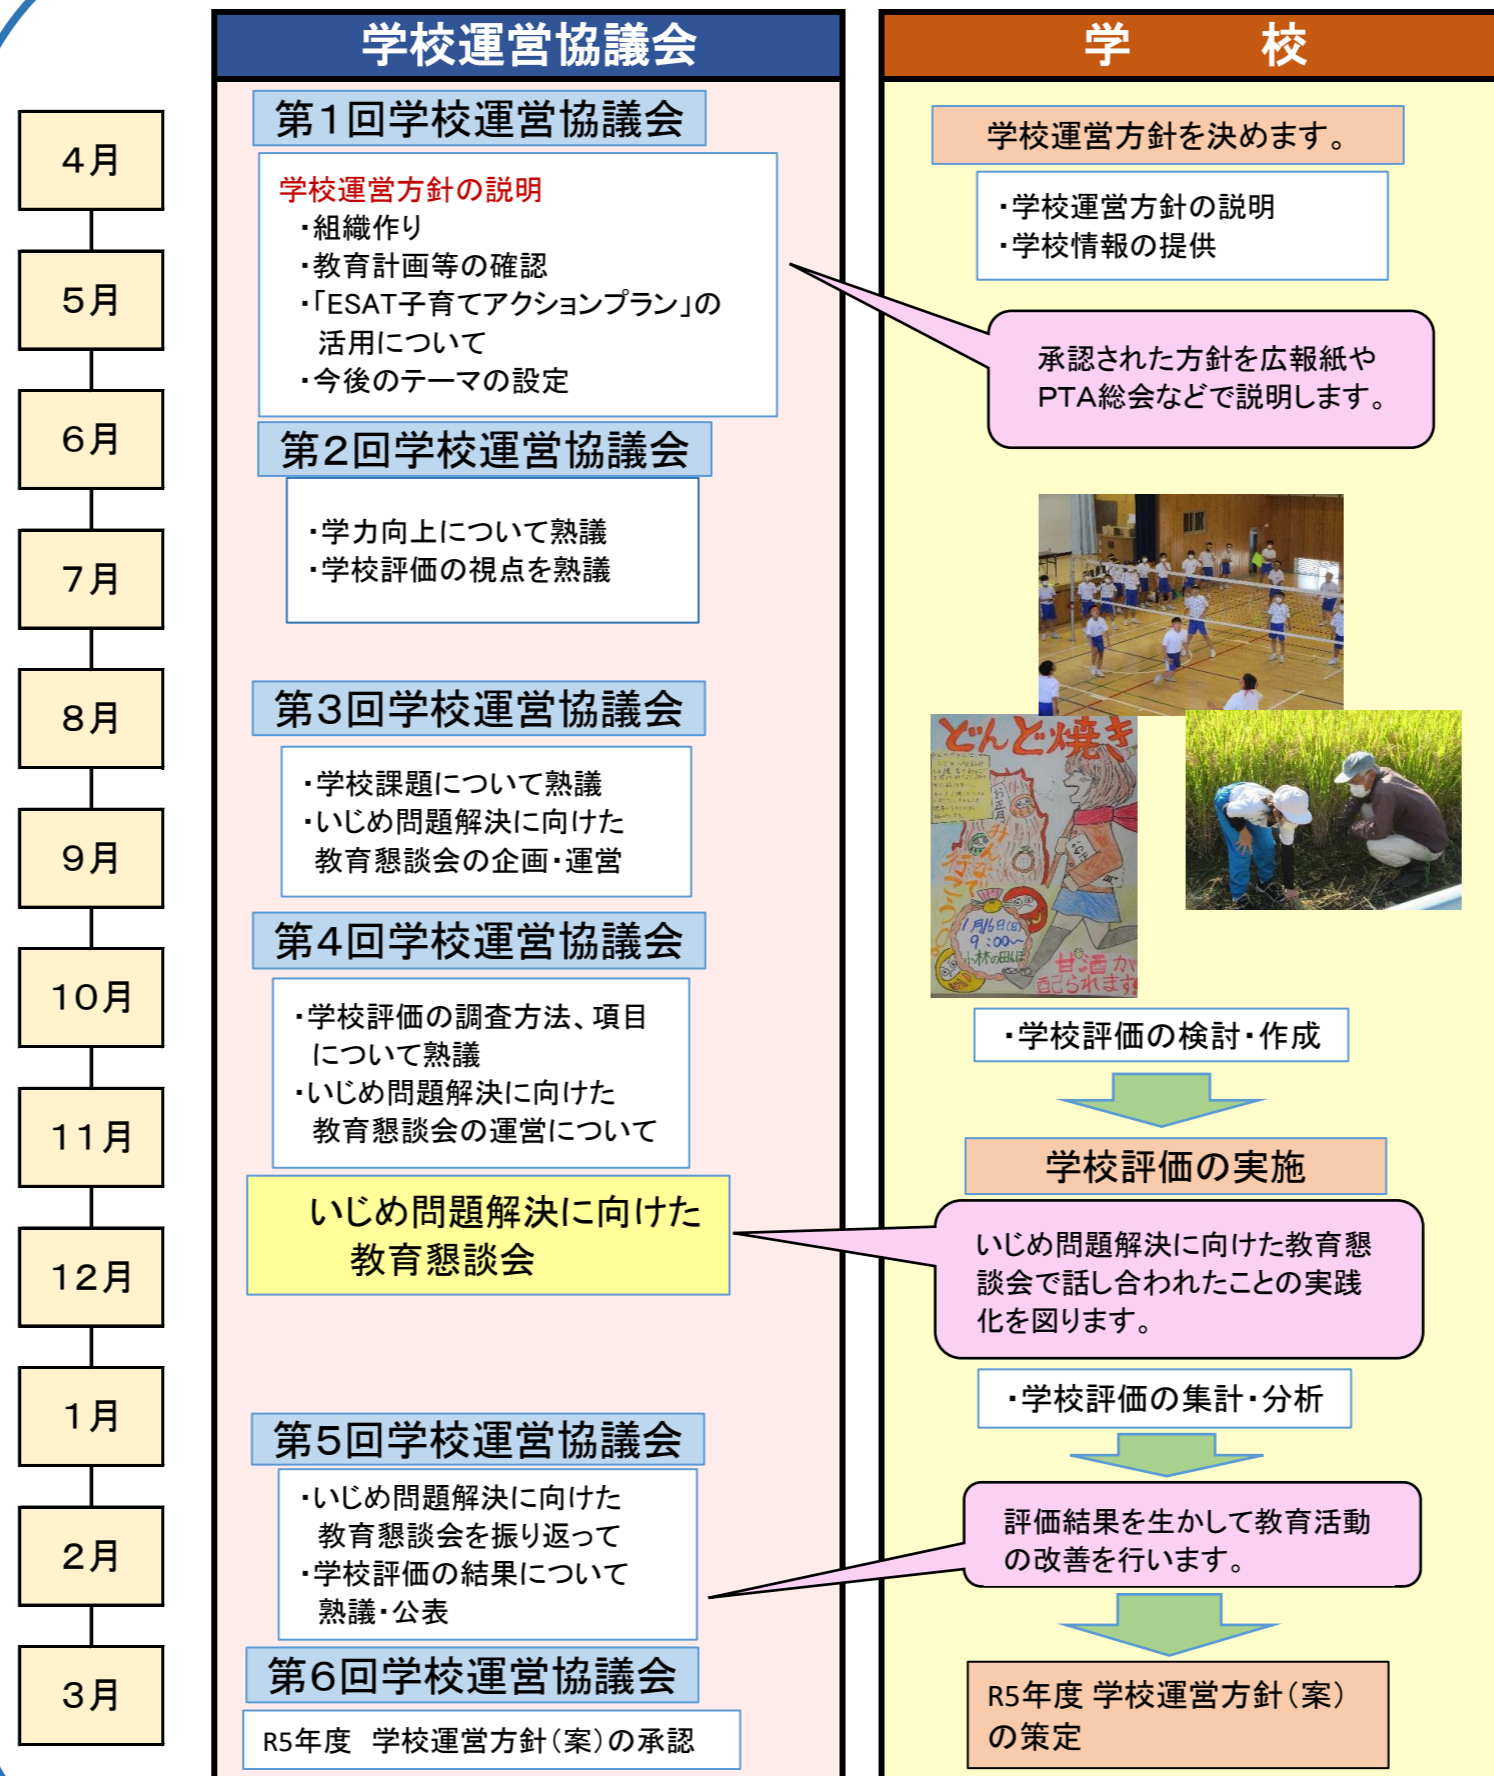 学校運営協議会
学　　校
4月
5月
6月
7月
8月
9月
10月
11月
12月
1月
2月
3月
第1回学校運営協議会
学校運営方針の説明
・組織作り
・教育計画等の確認
・「ESAT子育てアクションプラン」の
活用について
・今後のテーマの設定
第2回学校運営協議会
・学力向上について熟議
・学校評価の視点を熟議
第3回学校運営協議会
・学校課題について熟議
・いじめ問題解決に向けた
教育懇談会の企画・運営
第4回学校運営協議会
・学校評価の調査方法、項目
について熟議
・いじめ問題解決に向けた
教育懇談会の運営について
いじめ問題解決に向けた
教育懇談会
第5回学校運営協議会
・いじめ問題解決に向けた
教育懇談会を振り返って
・学校評価の結果について
熟議・公表
第6回学校運営協議会
R5年度　学校運営方針（案）の承認
学校運営方針を決めます。
・学校運営方針の説明
・学校情報の提供
承認された方針を広報紙や
PTA総会などで説明します。
どんど焼き
お正月
みんなで
行こう
1月16日(日)
9:00〜
小林の田んぼ
甘酒が
配られます!
・学校評価の検討・作成
学校評価の実施
いじめ問題解決に向けた教育懇
談会で話し合われたことの実践
化を図ります。
・学校評価の集計・分析
評価結果を生かして教育活動
の改善を行います。
R5年度 学校運営方針（案）
の策定